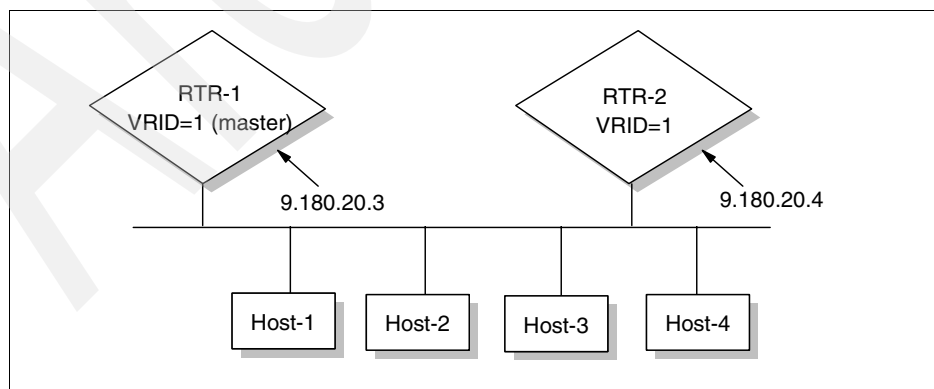 RTR-1
VRID=1 (master)
RTR-2
VRID=1
9.180.20.3
9.180.20.4
Host-1
Host-2
Host-3
Host-4